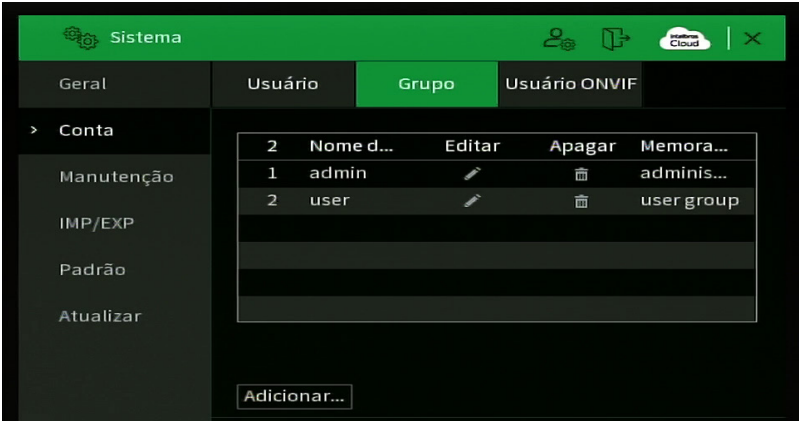 Sistema
intelbras
Cloud
Geral
Usuário
Grupo
Usuário ONVIF
Conta
Manutenção
IMP/EXP
Padrão
Atualizar
2 Nome d... Editar Apagar Memora...
1 admin adminis...
2 user user group
Adicionar...